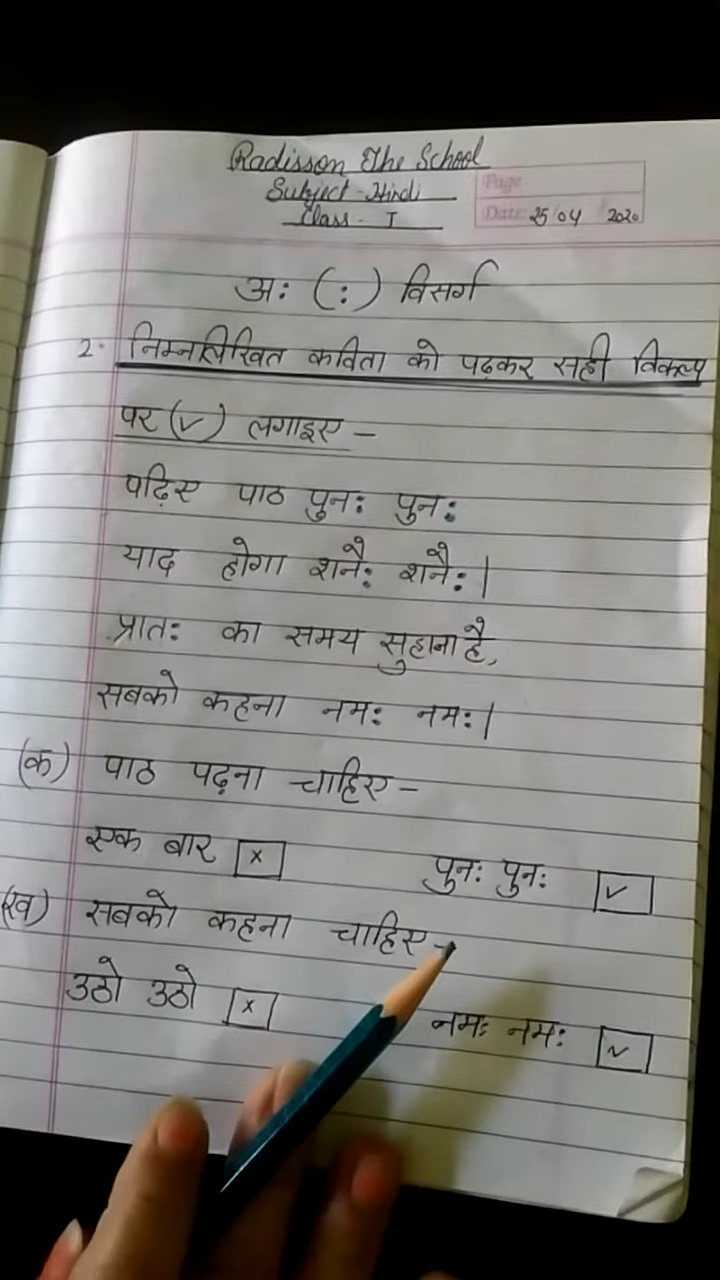 Radisson The School
Subject - Hindi
Class - I
Page
Date 25 04 2020
अः (ः) विसर्ग
2. निम्नलिखित कविता को पढ़कर सही विकल्प
पर (✓) लगाइए –
पढ़िए पाठ पुनः पुनः
याद होगा शनैः शनैः।
प्रातः का समय सुहाना है,
सबको कहना नमः नमः।
(क) पाठ पढ़ना चाहिए –
एक बार [×] पुनः पुनः [✓]
(ख) सबको कहना चाहिए –
उठो उठो [×] नमः नमः [✓]